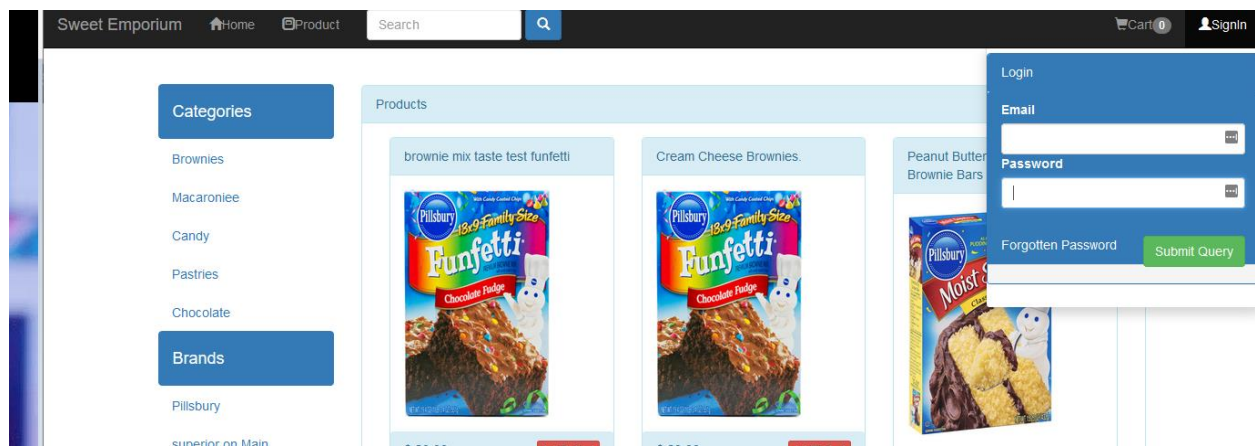 Sweet Emporium Home Product Search Cart 0 SignIn
Login
Email
Password
Forgotten Password Submit Query
Categories
Brownies
Macaroniee
Candy
Pastries
Chocolate
Brands
Pillsbury
superior on Main
Products
brownie mix taste test funfetti
With Candy Coated Chips
Pillsbury
13x9 Family-Size
Funfetti
Chocolate Fudge
Cream Cheese Brownies.
With Candy Coated Chips
Pillsbury
13x9 Family-Size
Funfetti
Chocolate Fudge
Peanut Butter
Brownie Bars
Pillsbury
Moist